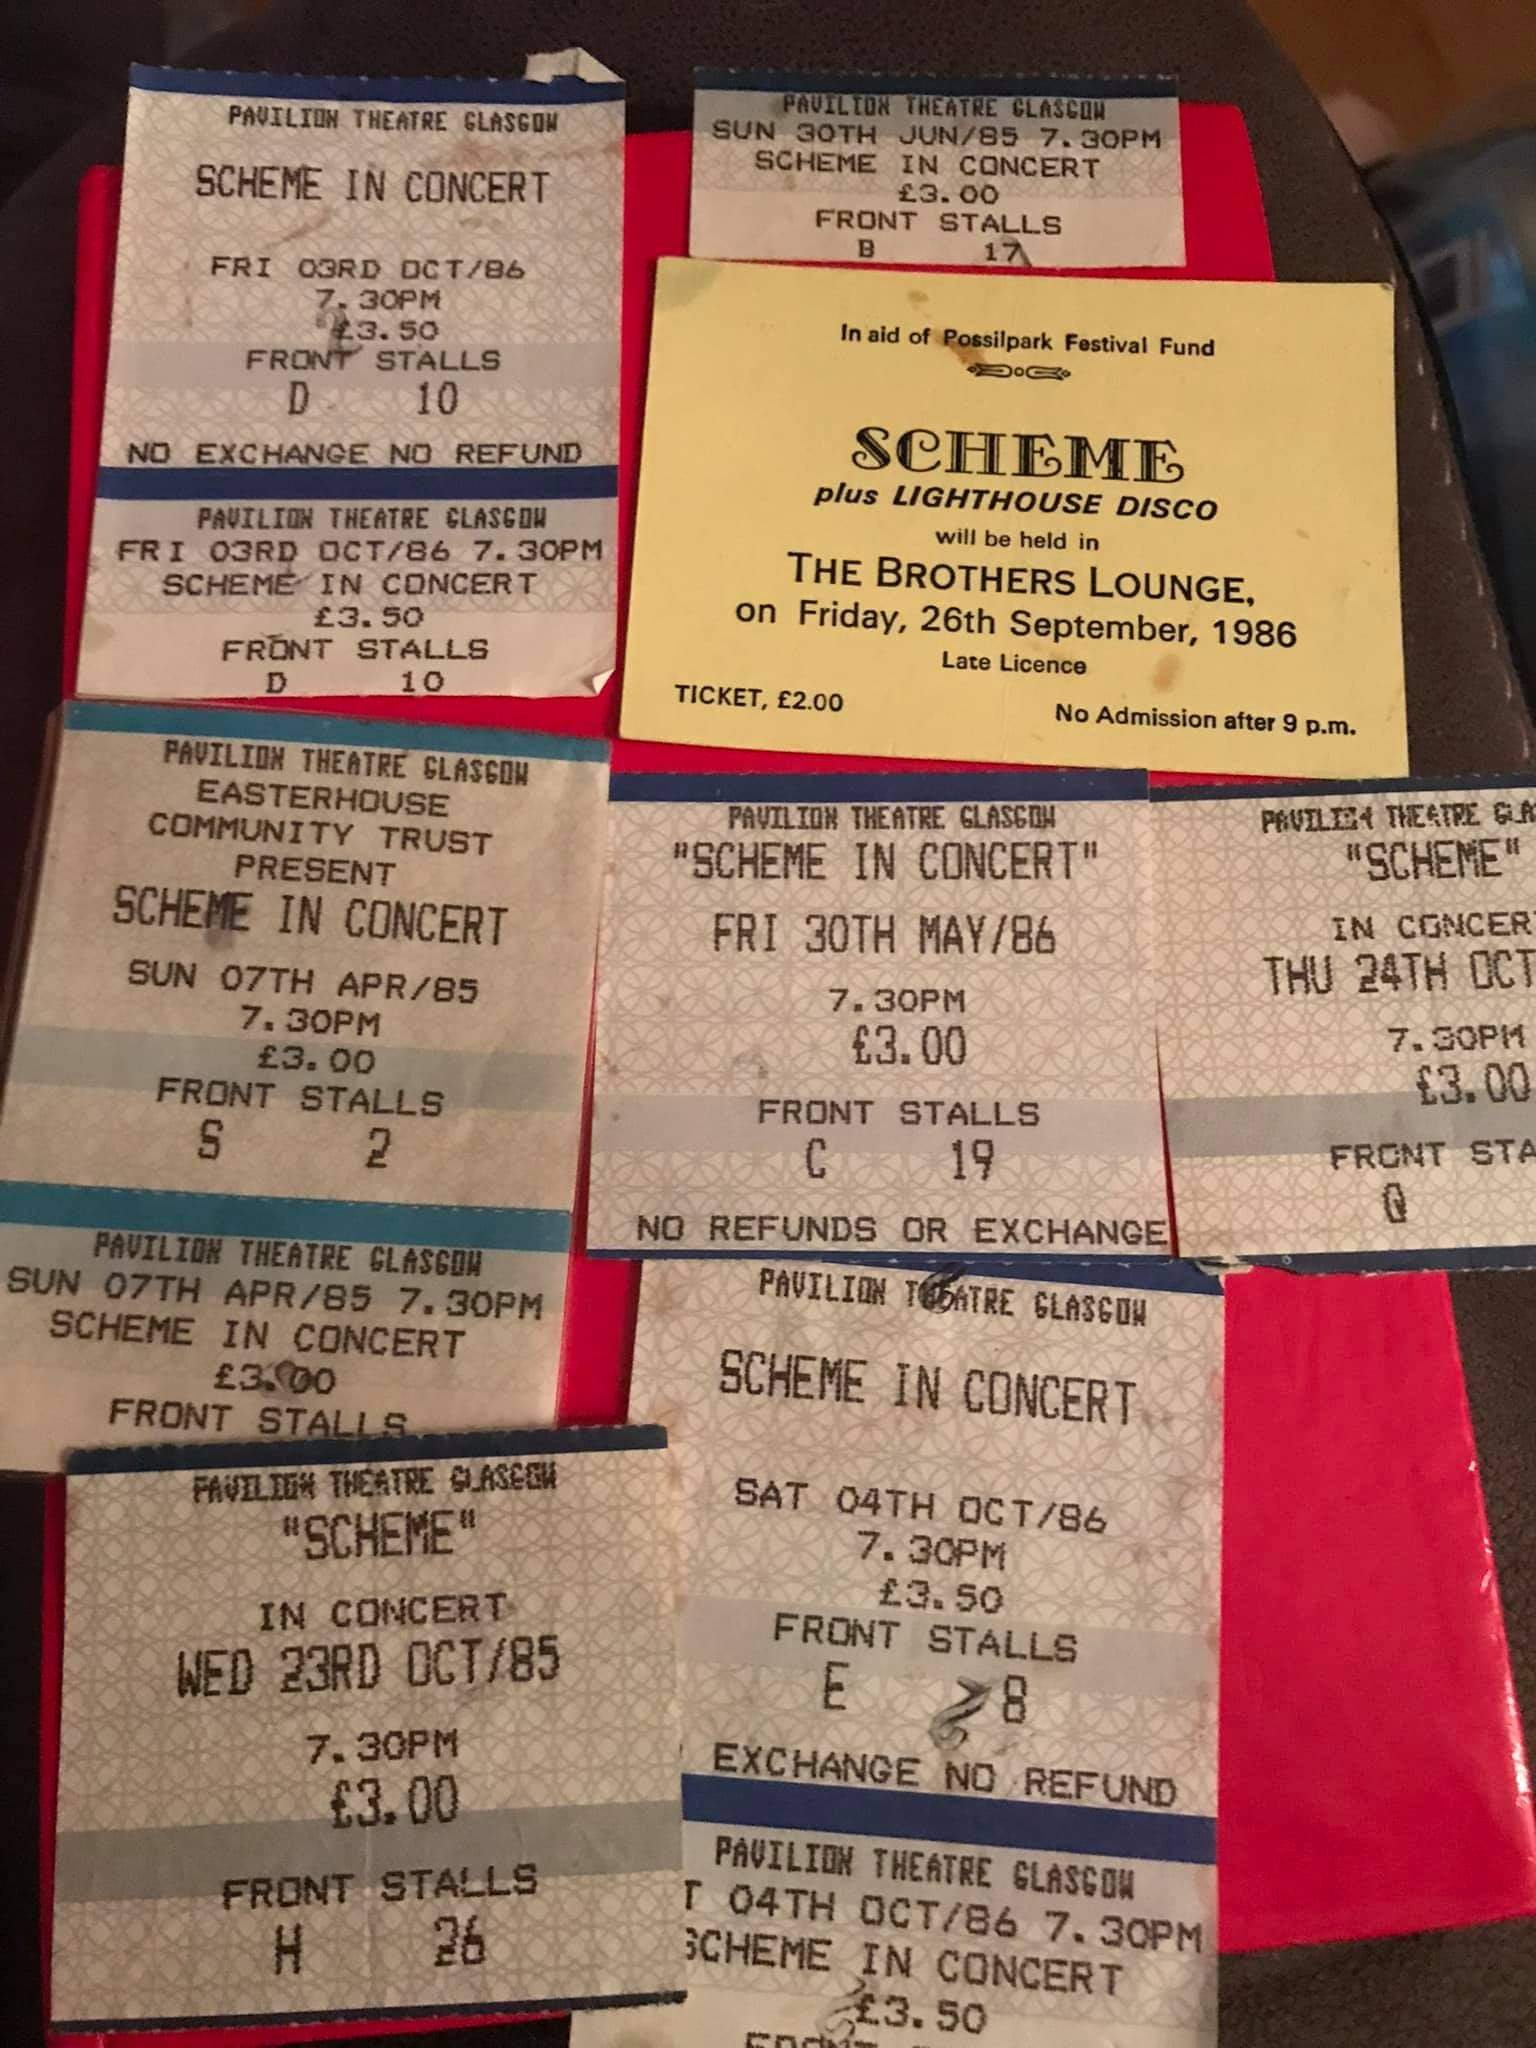 PAVILION THEATRE GLASGOW
SCHEME IN CONCERT
FRI 03RD OCT/86
7.30PM
£3.50
FRONT STALLS
D 10
NO EXCHANGE NO REFUND
PAVILION THEATRE GLASGOW
FRI 03RD OCT/86 7.30PM
SCHEME IN CONCERT
£3.50
FRONT STALLS
D 10
PAVILION THEATRE GLASGOW
SUN 30TH JUN/85 7.30PM
SCHEME IN CONCERT
£3.00
FRONT STALLS
B 17
In aid of Possilpark Festival Fund
SCHEME
plus LIGHTHOUSE DISCO
will be held in
THE BROTHERS LOUNGE,
on Friday, 26th September, 1986
Late Licence
TICKET, £2.00
No Admission after 9 p.m.
PAVILION THEATRE GLASGOW
EASTERHOUSE
COMMUNITY TRUST
PRESENT
SCHEME IN CONCERT
SUN 07TH APR/85
7.30PM
£3.00
FRONT STALLS
S 2
PAVILION THEATRE GLASGOW
SUN 07TH APR/85 7.30PM
SCHEME IN CONCERT
£3.00
FRONT STALLS
PAVILION THEATRE GLASGOW
"SCHEME IN CONCERT"
FRI 30TH MAY/86
7.30PM
£3.00
FRONT STALLS
C 19
NO REFUNDS OR EXCHANGE
PAVILION THEATRE GLA
"SCHEME"
IN CONCER
THU 24TH OCT
7.30PM
£3.00
FRONT STA
Q
PAVILION THEATRE GLASGOW
"SCHEME"
IN CONCERT
WED 23RD OCT/85
7.30PM
£3.00
FRONT STALLS
H 26
PAVILION THEATRE GLASGOW
SCHEME IN CONCERT
SAT 04TH OCT/86
7.30PM
£3.50
FRONT STALLS
E 8
EXCHANGE NO REFUND
PAVILION THEATRE GLASGOW
T 04TH OCT/86 7.30PM
SCHEME IN CONCERT
£3.50